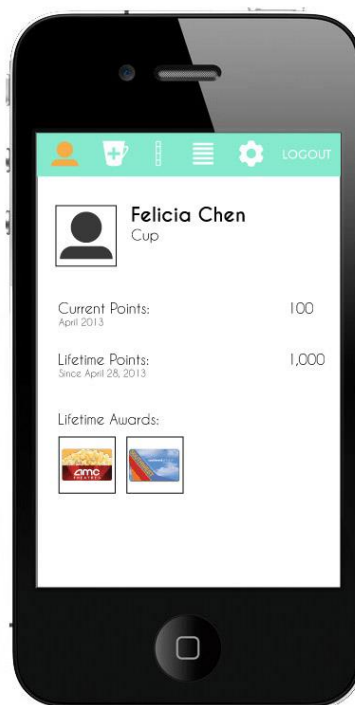 LOGOUT
Felicia Chen
Cup
Current Points: 100
April 2013
Lifetime Points: 1,000
Since April 28, 2013
Lifetime Awards:
amc
THEATRES